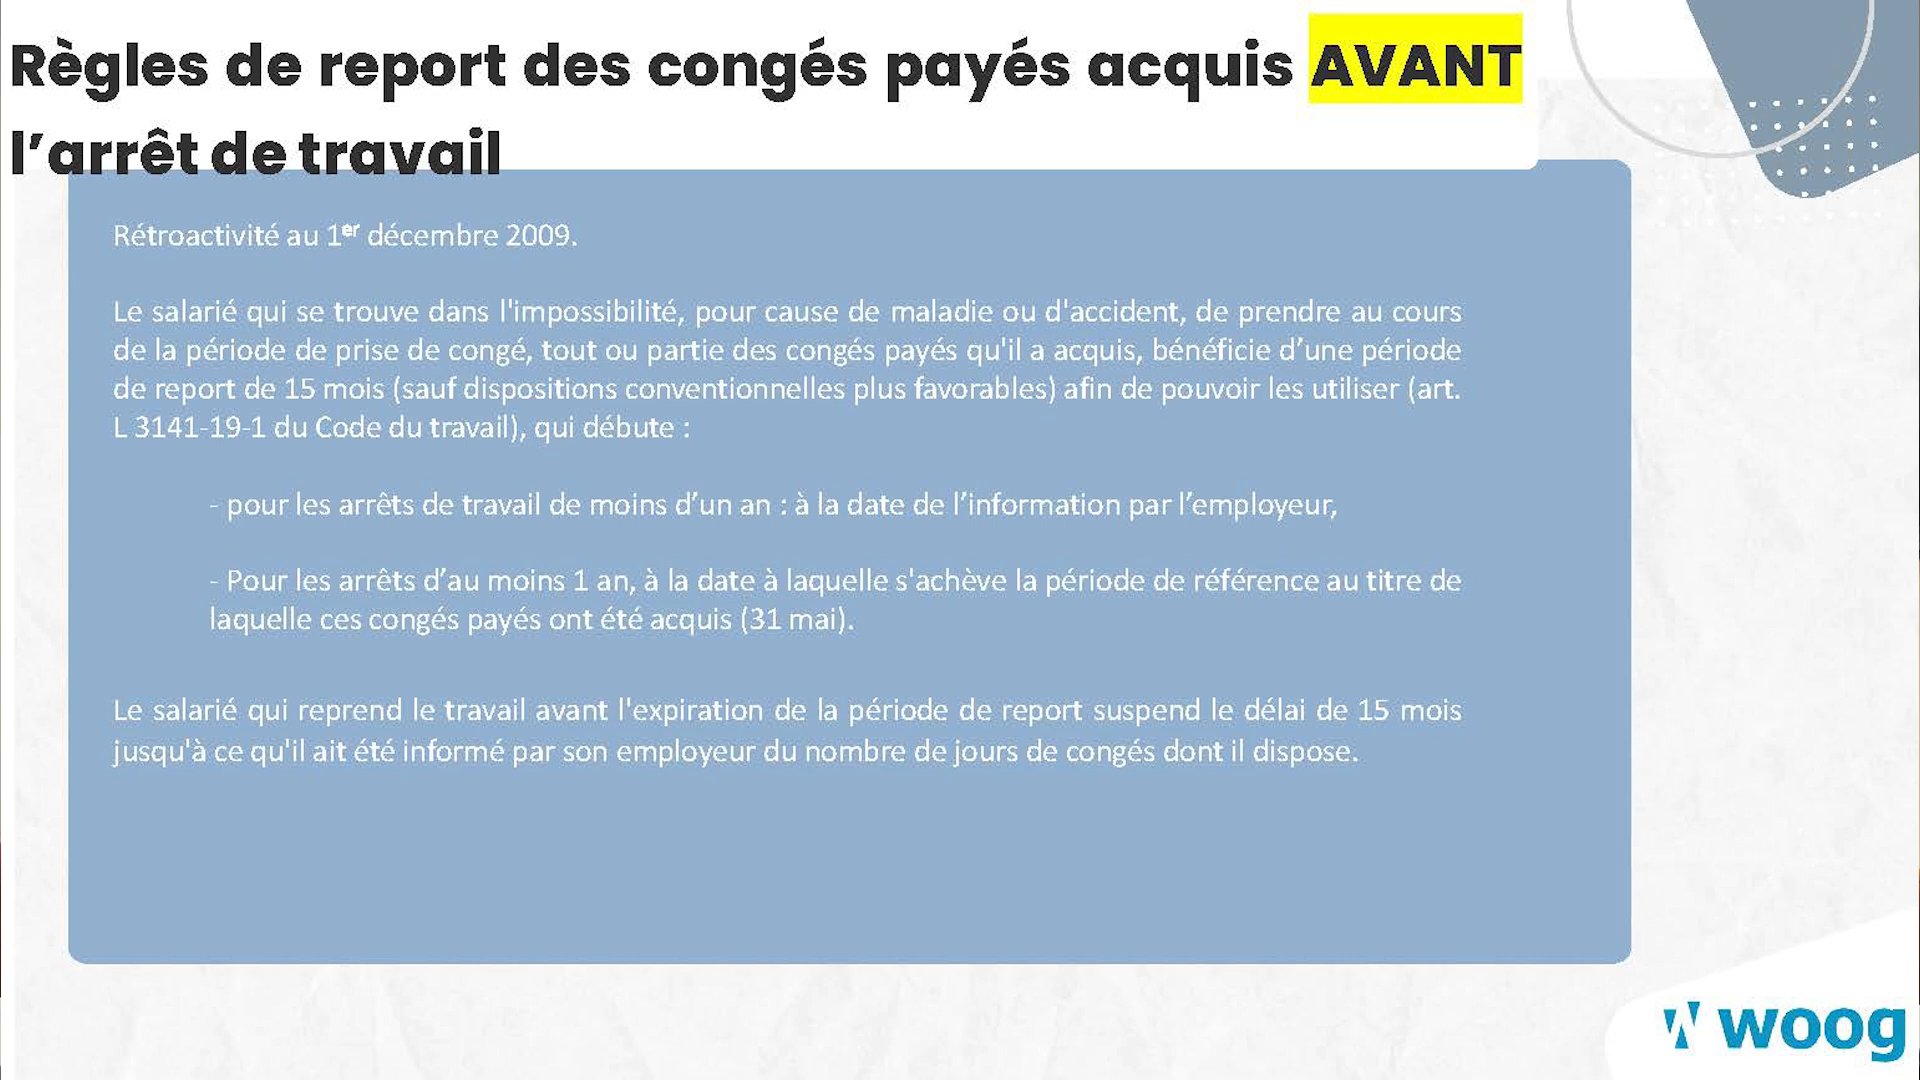 Règles de report des congés payés acquis AVANT
l’arrêt de travail
Rétroactivité au 1er décembre 2009.
Le salarié qui se trouve dans l'impossibilité, pour cause de maladie ou d'accident, de prendre au cours
de la période de prise de congé, tout ou partie des congés payés qu'il a acquis, bénéficie d’une période
de report de 15 mois (sauf dispositions conventionnelles plus favorables) afin de pouvoir les utiliser (art.
L 3141-19-1 du Code du travail), qui débute :
- pour les arrêts de travail de moins d’un an : à la date de l’information par l’employeur,
- Pour les arrêts d’au moins 1 an, à la date à laquelle s'achève la période de référence au titre de
laquelle ces congés payés ont été acquis (31 mai).
Le salarié qui reprend le travail avant l'expiration de la période de report suspend le délai de 15 mois
jusqu'à ce qu'il ait été informé par son employeur du nombre de jours de congés dont il dispose.
woog